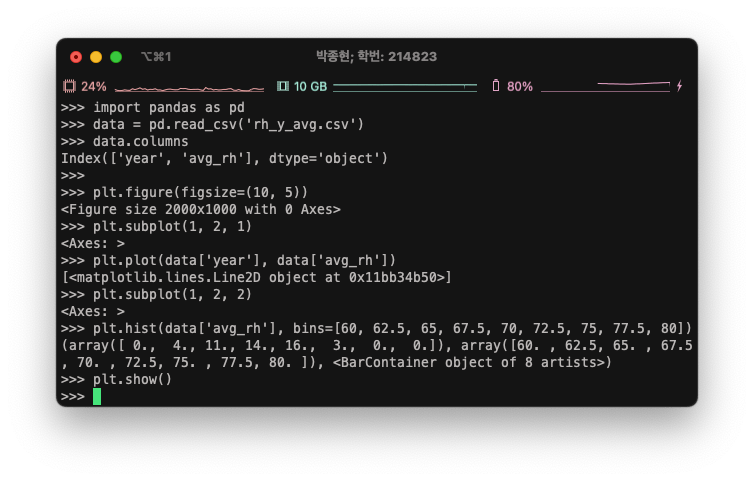 ⌥⌘1
박종현; 학번: 214823
24%
10 GB
80%
>>> import pandas as pd
>>> data = pd.read_csv('rh_y_avg.csv')
>>> data.columns
Index(['year', 'avg_rh'], dtype='object')
>>>
>>> plt.figure(figsize=(10, 5))
<Figure size 2000x1000 with 0 Axes>
>>> plt.subplot(1, 2, 1)
<Axes: >
>>> plt.plot(data['year'], data['avg_rh'])
[<matplotlib.lines.Line2D object at 0x11bb34b50>]
>>> plt.subplot(1, 2, 2)
<Axes: >
>>> plt.hist(data['avg_rh'], bins=[60, 62.5, 65, 67.5, 70, 72.5, 75, 77.5, 80])
(array([ 0.,  4., 11., 14., 16.,  3.,  0.,  0.]), array([60. , 62.5, 65. , 67.5
, 70. , 72.5, 75. , 77.5, 80. ]), <BarContainer object of 8 artists>)
>>> plt.show()
>>>